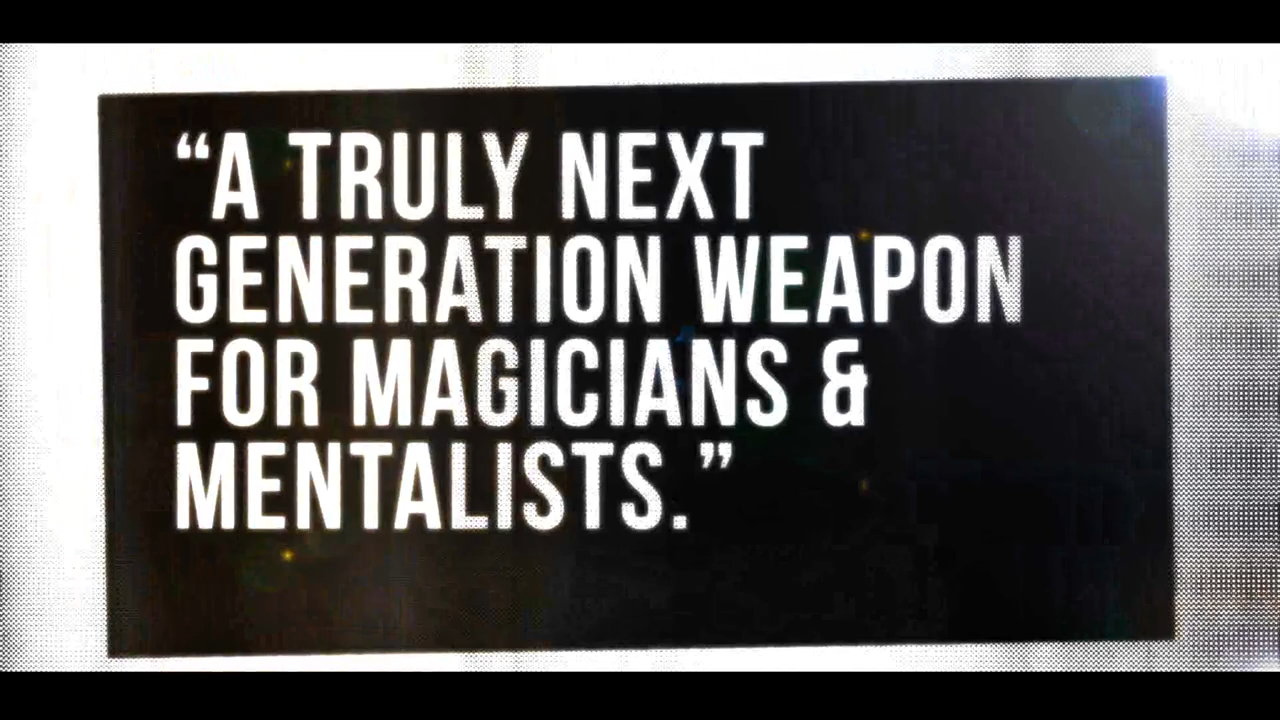 “A TRULY NEXT
GENERATION WEAPON
FOR MAGICIANS &
MENTALISTS.”